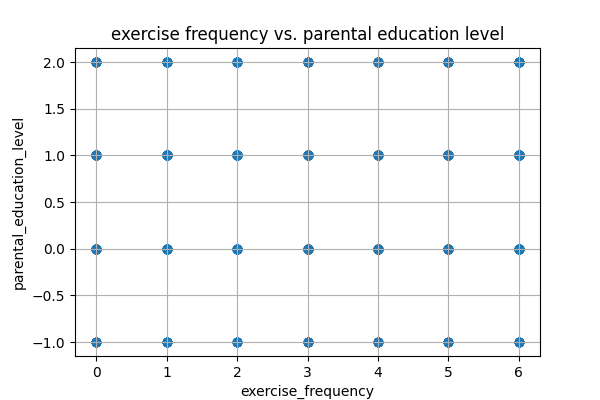 exercise frequency vs. parental education level
2.0
1.5
1.0
0.5
0.0
−0.5
−1.0
parental_education_level
0 1 2 3 4 5 6
exercise_frequency